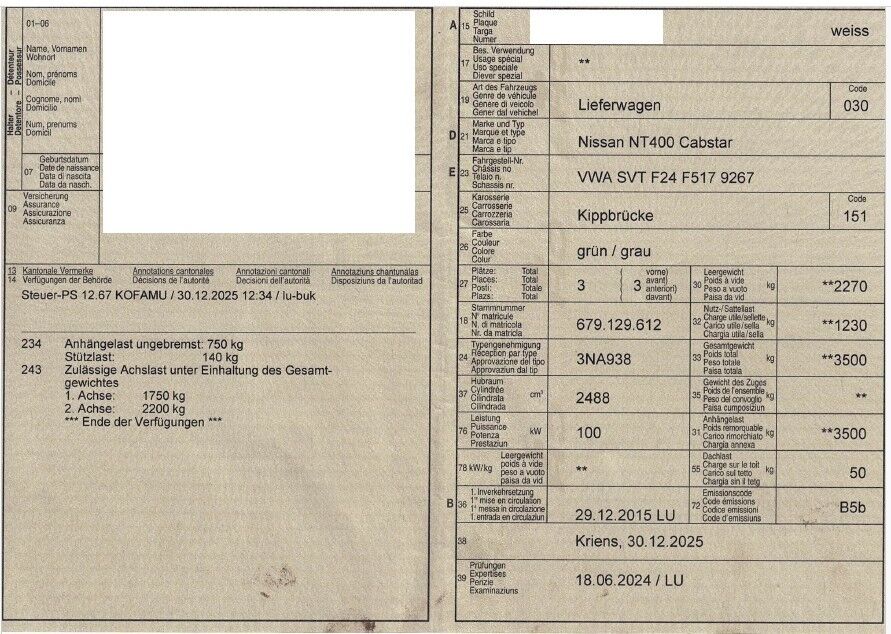 01–06
Halter – Détenteur
Detentore – Possessur
Name, Vornamen
Wohnort
Nom, prénoms
Domicile
Cognome, nomi
Domicilio
Num, prenums
Domicil
07
Geburtsdatum
Date de naissance
Data di nascita
Data da nasch.
09
Versicherung
Assurance
Assicurazione
Assicuranza
13 Kantonale Vermerke Annotations cantonales Annotazioni cantonali Annotaziuns chantunalas
14 Verfügungen der Behörde Décisions de l'autorité Decisioni dell'autorità Disposiziuns da l'autoritad
Steuer-PS 12.67 KOFAMU / 30.12.2025 12:34 / lu-buk
234 Anhängelast ungebremst: 750 kg
Stützlast: 140 kg
243 Zulässige Achslast unter Einhaltung des Gesamt-
gewichtes
1. Achse: 1750 kg
2. Achse: 2200 kg
*** Ende der Verfügungen ***
A 15
Schild
Plaque
Targa
Numer
weiss
17
Bes. Verwendung
Usage spécial
Uso speciale
Diever spezial
**
19
Art des Fahrzeugs
Genre de véhicule
Genere di veicolo
Gener dal vehichel
Lieferwagen
Code
030
D 21
Marke und Typ
Marque et type
Marca e tipo
Marca e tip
Nissan NT400 Cabstar
E 23
Fahrgestell-Nr.
Châssis no
Telaio n.
Schassis nr.
VWA SVT F24 F517 9267
25
Karosserie
Carrosserie
Carrozzeria
Carossaria
Kippbrücke
Code
151
26
Farbe
Couleur
Colore
Colur
grün / grau
27
Plätze: Total
Places: Total
Posti: Totale
Plazs: Total
3
( vorne)
( avant)
( anteriori)
( davant)
3
30 kg
Leergewicht
Poids à vide
Peso a vuoto
Paisa da vid
**2270
18
Stammnummer
N° matricule
N. di matricola
Nr. da matricla
679.129.612
32 kg
Nutz-/Sattellast
Charge utile/sellette
Carico utile/sella
Chargia utila/sella
**1230
24
Typengenehmigung
Réception par type
Approvazione del tipo
Approvaziun dal tip
3NA938
33 kg
Gesamtgewicht
Poids total
Peso totale
Paisa totala
**3500
37
Hubraum
Cylindrée
Cilindrata
Cilindrada
cm³
2488
35 kg
Gewicht des Zuges
Poids de l'ensemble
Peso del convoglio
Paisa cumposiziun
**
76
Leistung
Puissance
Potenza
Prestaziun
kW
100
31 kg
Anhängelast
Poids remorquable
Carico rimorchiato
Chargia annexa
**3500
78 kW/kg
Leergewicht
poids à vide
peso a vuoto
paisa da vid
**
55 kg
Dachlast
Charge sur le toit
Carico sul tetto
Chargia sin il tetg
50
B 36
1. Inverkehrsetzung
1re mise en circulation
1a messa in circolazione
1. entrada en circulaziun
29.12.2015 LU
72
Emissionscode
Code émissions
Codice emissioni
Code d'emissiuns
B5b
38
Kriens, 30.12.2025
39
Prüfungen
Expertises
Perizie
Examinaziuns
18.06.2024 / LU